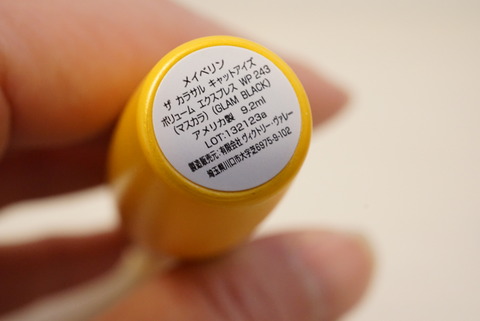 メイベリン
ザ カラサル キャットアイズ
ボリューム エクスプレス WP 243
(マスカラ) (GLAM BLACK)
アメリカ製 9.2ml
LOT:132123a
製造販売元:有限会社 ヴィクトリー・ヴァレー
埼玉県川口市大字芝6975-9-102